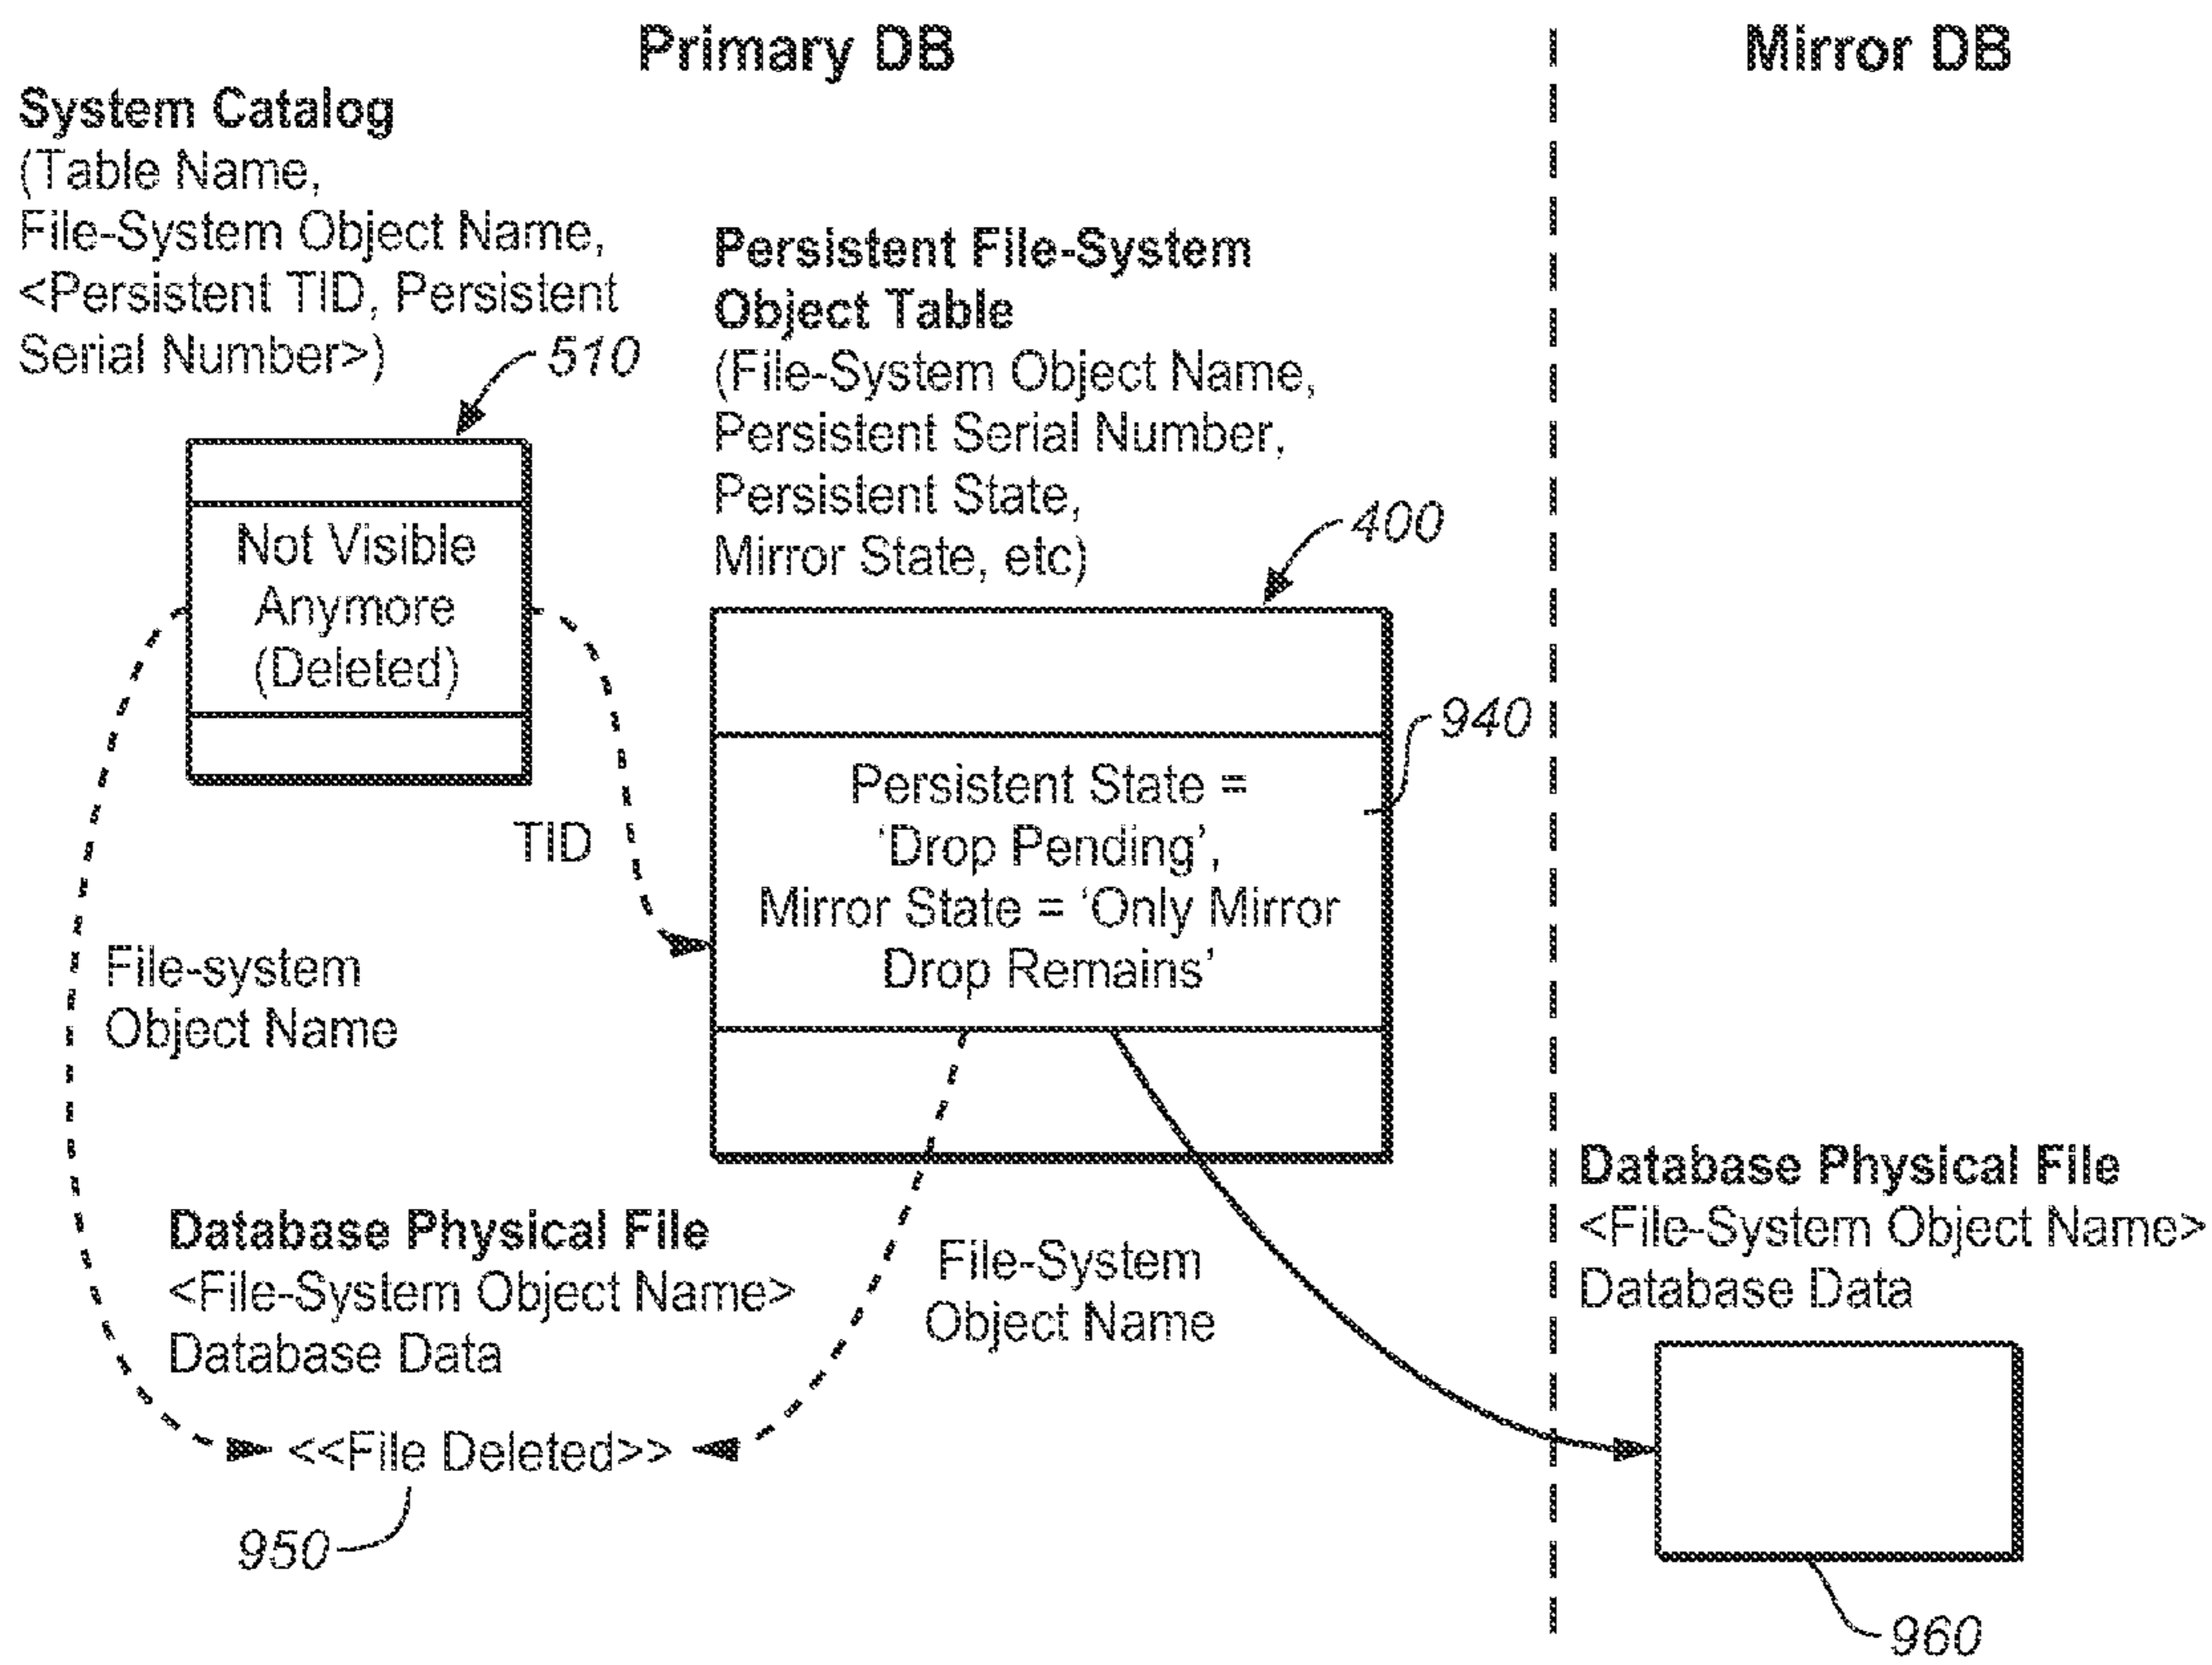 Primary DB
Mirror DB
System Catalog
(Table Name,
File-System Object Name,
<Persistent TID, Persistent
Serial Number>)
510
Not Visible
Anymore
(Deleted)
Persistent File-System
Object Table
(File-System Object Name,
Persistent Serial Number,
Persistent State,
Mirror State, etc)
400
940
Persistent State =
‘Drop Pending’,
Mirror State = ‘Only Mirror
Drop Remains’
TID
File-system
Object Name
Database Physical File
<File-System Object Name>
Database Data
<<File Deleted>>
950
File-System
Object Name
Database Physical File
<File-System Object Name>
Database Data
960